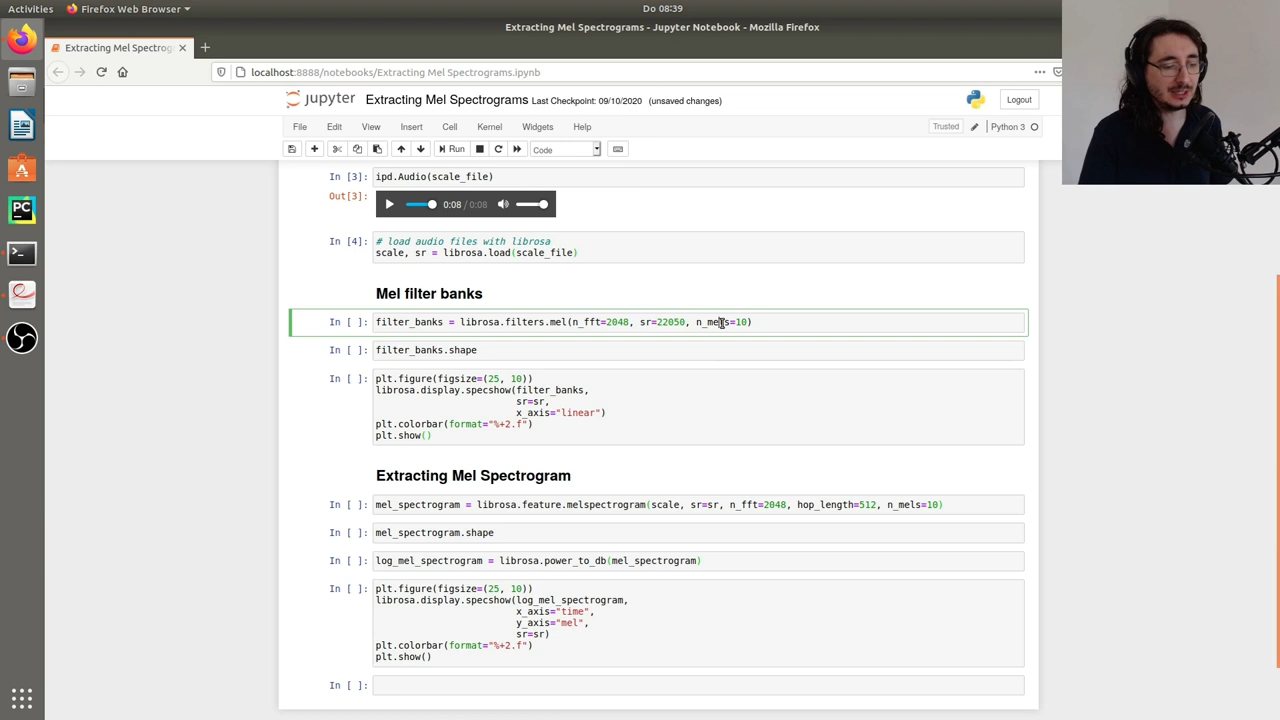 Activities
Firefox Web Browser
Do 08:39
Extracting Mel Spectrograms - Jupyter Notebook - Mozilla Firefox
Extracting Mel Spectrog
localhost:8888/notebooks/Extracting Mel Spectrograms.ipynb
jupyter
Extracting Mel Spectrograms
Last Checkpoint: 09/10/2020
(unsaved changes)
Logout
File
Edit
View
Insert
Cell
Kernel
Widgets
Help
Trusted
Python 3
Run
Code
In [3]:
ipd.Audio(scale_file)
Out[3]:
0:08 / 0:08
In [4]:
# load audio files with librosa
scale, sr = librosa.load(scale_file)
Mel filter banks
In [ ]:
filter_banks = librosa.filters.mel(n_fft=2048, sr=22050, n_mels=10)
In [ ]:
filter_banks.shape
In [ ]:
plt.figure(figsize=(25, 10))
librosa.display.specshow(filter_banks,
sr=sr,
x_axis="linear")
plt.colorbar(format="%+2.f")
plt.show()
Extracting Mel Spectrogram
In [ ]:
mel_spectrogram = librosa.feature.melspectrogram(scale, sr=sr, n_fft=2048, hop_length=512, n_mels=10)
In [ ]:
mel_spectrogram.shape
In [ ]:
log_mel_spectrogram = librosa.power_to_db(mel_spectrogram)
In [ ]:
plt.figure(figsize=(25, 10))
librosa.display.specshow(log_mel_spectrogram,
x_axis="time",
y_axis="mel",
sr=sr)
plt.colorbar(format="%+2.f")
plt.show()
In [ ]:
PC